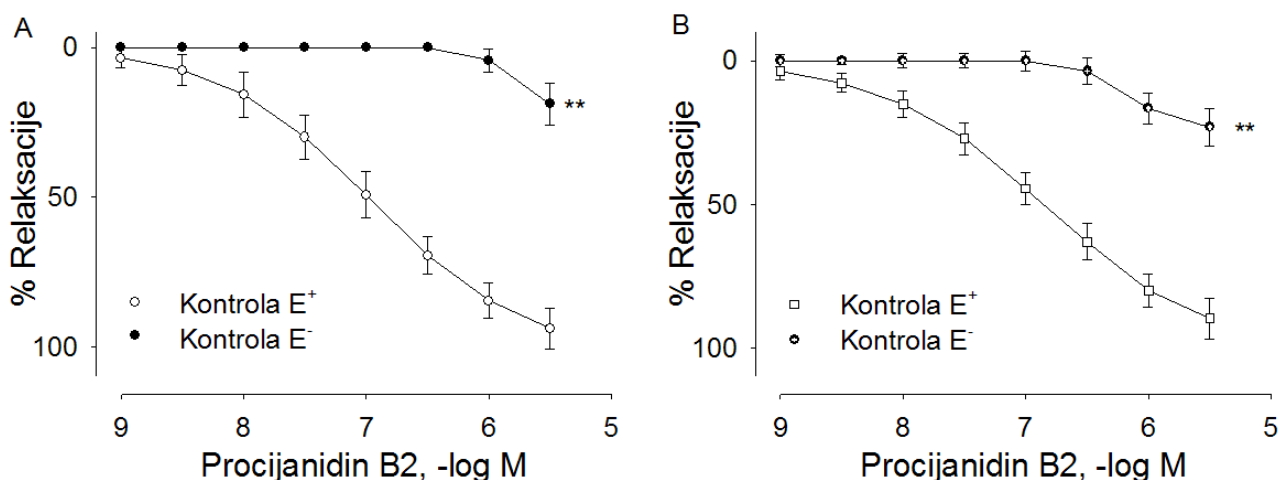 A
% Relaksacije
0
50
100
**
Kontrola E⁺
Kontrola E⁻
9 8 7 6 5
Procijanidin B2, -log M
B
% Relaksacije
0
50
100
**
Kontrola E⁺
Kontrola E⁻
9 8 7 6 5
Procijanidin B2, -log M